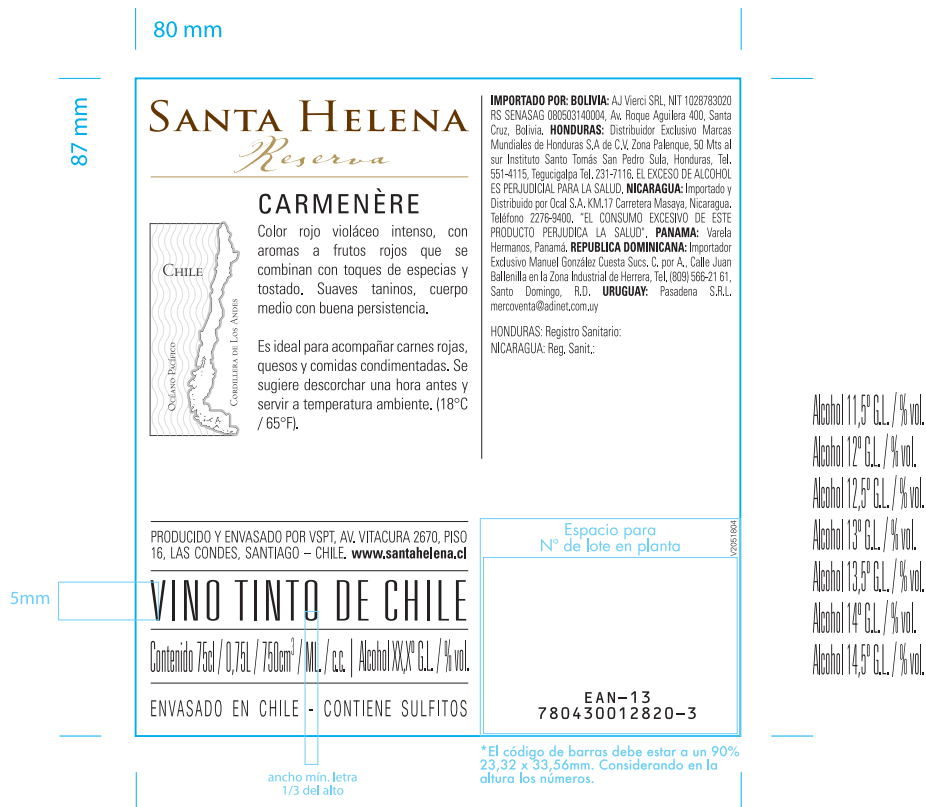 80 mm
87 mm
SANTA HELENA
Reserva
CARMENÈRE
Color rojo violáceo intenso, con
aromas a frutos rojos que se
combinan con toques de especias y
tostado. Suaves taninos, cuerpo
medio con buena persistencia.
Es ideal para acompañar carnes rojas,
quesos y comidas condimentadas. Se
sugiere descorchar una hora antes y
servir a temperatura ambiente. (18°C
/ 65°F).
CHILE
OCÉANO PACÍFICO
CORDILLERA DE LOS ANDES
IMPORTADO POR: BOLIVIA: AJ Vierci SRL, NIT 1028783020
RS SENASAG 080503140004, Av. Roque Aguilera 400, Santa
Cruz, Bolivia. HONDURAS: Distribuidor Exclusivo Marcas
Mundiales de Honduras S.A de C.V. Zona Palenque, 50 Mts al
sur Instituto Santo Tomás San Pedro Sula, Honduras, Tel.
551-4115, Tegucigalpa Tel. 231-7116. EL EXCESO DE ALCOHOL
ES PERJUDICIAL PARA LA SALUD. NICARAGUA: Importado y
Distribuido por Ocal S.A. KM.17 Carretera Masaya, Nicaragua.
Teléfono 2276-9400. "EL CONSUMO EXCESIVO DE ESTE
PRODUCTO PERJUDICA LA SALUD". PANAMA: Varela
Hermanos, Panamá. REPUBLICA DOMINICANA: Importador
Exclusivo Manuel González Cuesta Sucs. C. por A., Calle Juan
Ballenilla en la Zona Industrial de Herrera, Tel. (809) 566-21 61,
Santo Domingo, R.D. URUGUAY: Pasadena S.R.L.
mercoventa@adinet.com.uy
HONDURAS: Registro Sanitario:
NICARAGUA: Reg. Sanit.:
PRODUCIDO Y ENVASADO POR VSPT, AV. VITACURA 2670, PISO
16, LAS CONDES, SANTIAGO – CHILE. www.santahelena.cl
5mm
VINO TINTO DE CHILE
Contenido 75cl / 0,75L / 750cm³ / ML. / c.c. | Alcohol XX,Xº G.L. / % vol.
ENVASADO EN CHILE - CONTIENE SULFITOS
ancho mín. letra
1/3 del alto
Espacio para
Nº de lote en planta
V2051804
EAN-13
780430012820-3
*El código de barras debe estar a un 90%
23,32 x 33,56mm. Considerando en la
altura los números.
Alcohol 11,5º G.L. / % vol.
Alcohol 12º G.L. / % vol.
Alcohol 12,5º G.L. / % vol.
Alcohol 13º G.L. / % vol.
Alcohol 13,5º G.L. / % vol.
Alcohol 14º G.L. / % vol.
Alcohol 14,5º G.L. / % vol.